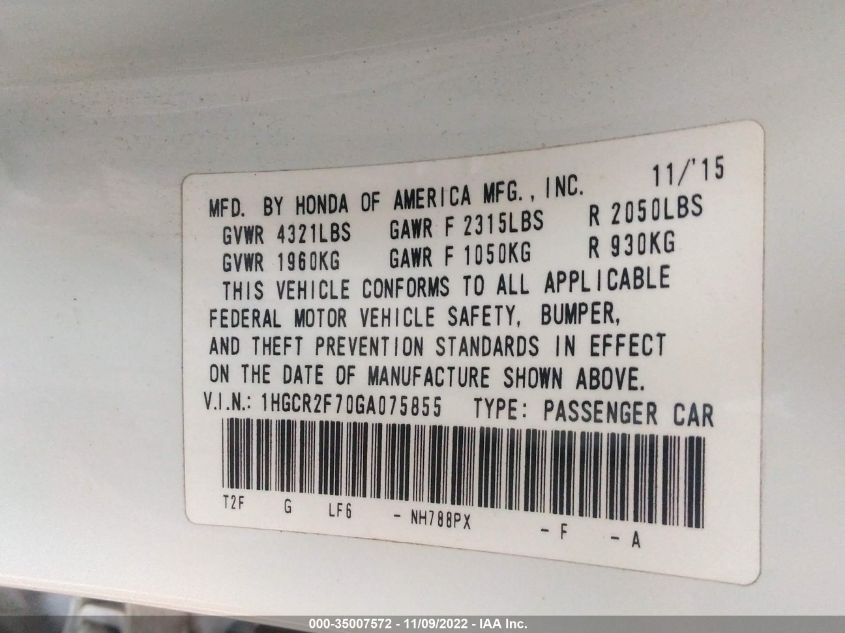 MFD. BY HONDA OF AMERICA MFG., INC. 11/'15
GVWR 4321LBS GAWR F 2315LBS R 2050LBS
GVWR 1960KG GAWR F 1050KG R 930KG
THIS VEHICLE CONFORMS TO ALL APPLICABLE
FEDERAL MOTOR VEHICLE SAFETY, BUMPER,
AND THEFT PREVENTION STANDARDS IN EFFECT
ON THE DATE OF MANUFACTURE SHOWN ABOVE.
V.I.N.: 1HGCR2F70GA075855 TYPE: PASSENGER CAR
T2F G LF6 - NH788PX - F - A
000-35007572 - 11/09/2022 - IAA Inc.